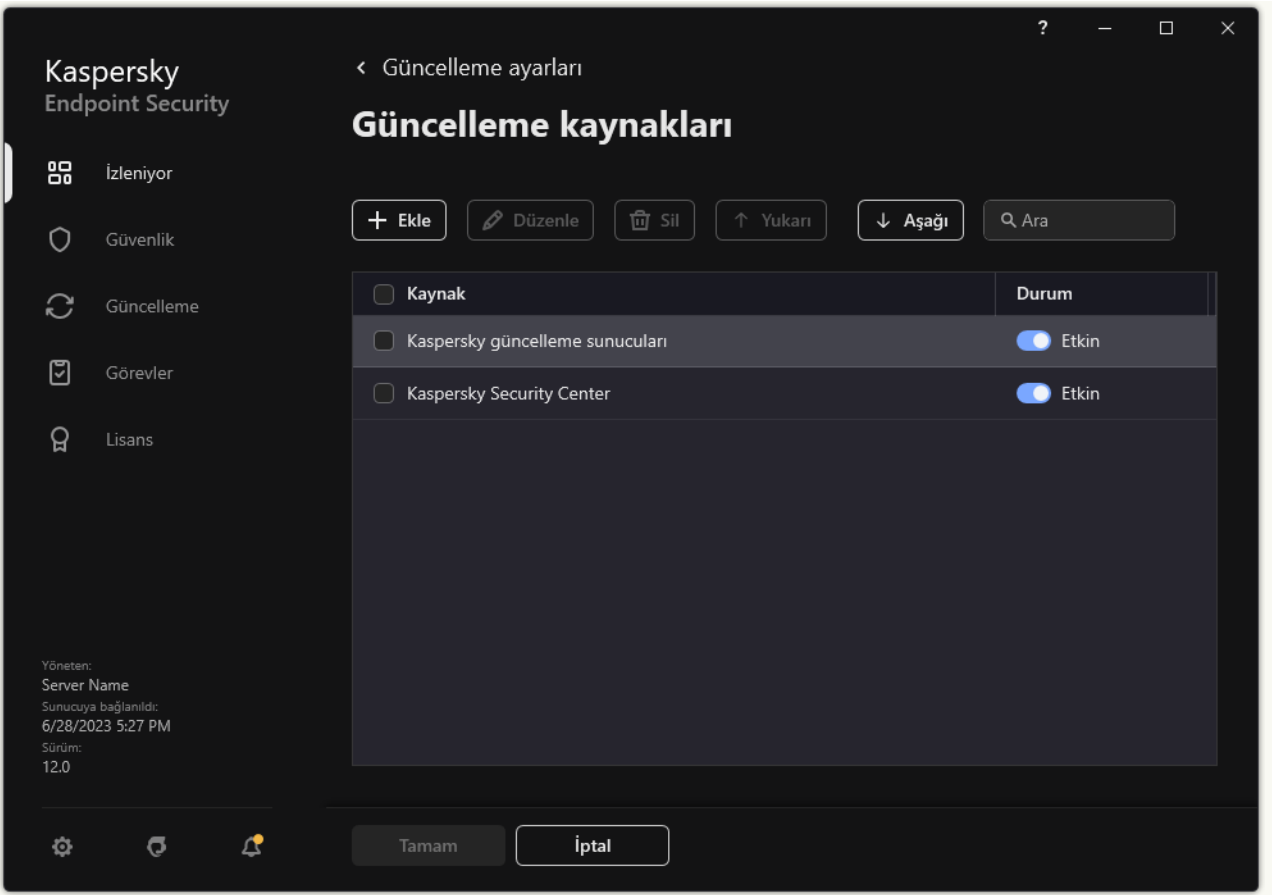 ?
Kaspersky
Endpoint Security
İzleniyor
Güvenlik
Güncelleme
Görevler
Lisans
Yöneten:
Server Name
Sunucuya bağlanıldı:
6/28/2023 5:27 PM
Sürüm:
12.0
Güncelleme ayarları
Güncelleme kaynakları
Ekle Düzenle Sil Yukarı Aşağı Ara
Kaynak Durum
Kaspersky güncelleme sunucuları Etkin
Kaspersky Security Center Etkin
Tamam İptal